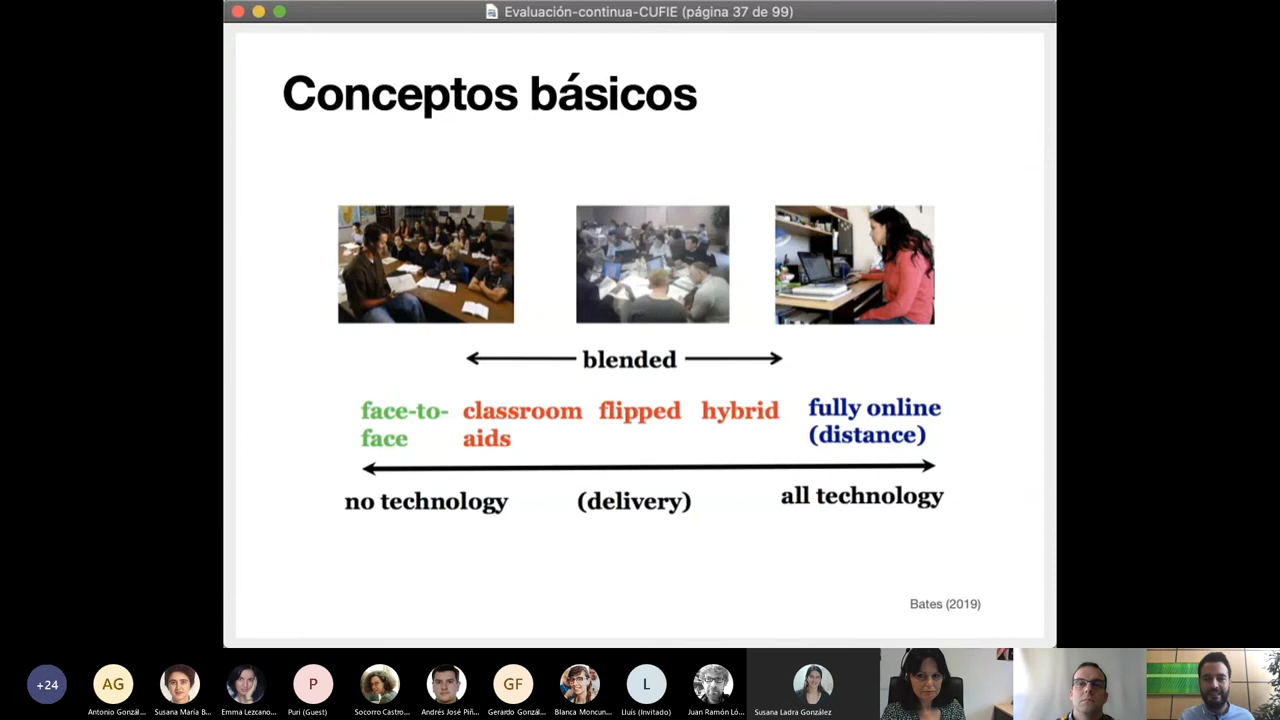 Evaluación-continua-CUFIE (página 37 de 99)
Conceptos básicos
blended
face-to-
face
classroom
aids
flipped
hybrid
fully online
(distance)
no technology
(delivery)
all technology
Bates (2019)
+24
AG
P
GF
L
Antonio Gonzál...
Susana María B...
Emma Lezcano...
Puri (Guest)
Socorro Castro...
Andrés José Piñ...
Gerardo Gonzál...
Blanca Moncun...
Lluís (Invitado)
Juan Ramón Ló...
Susana Ladra González